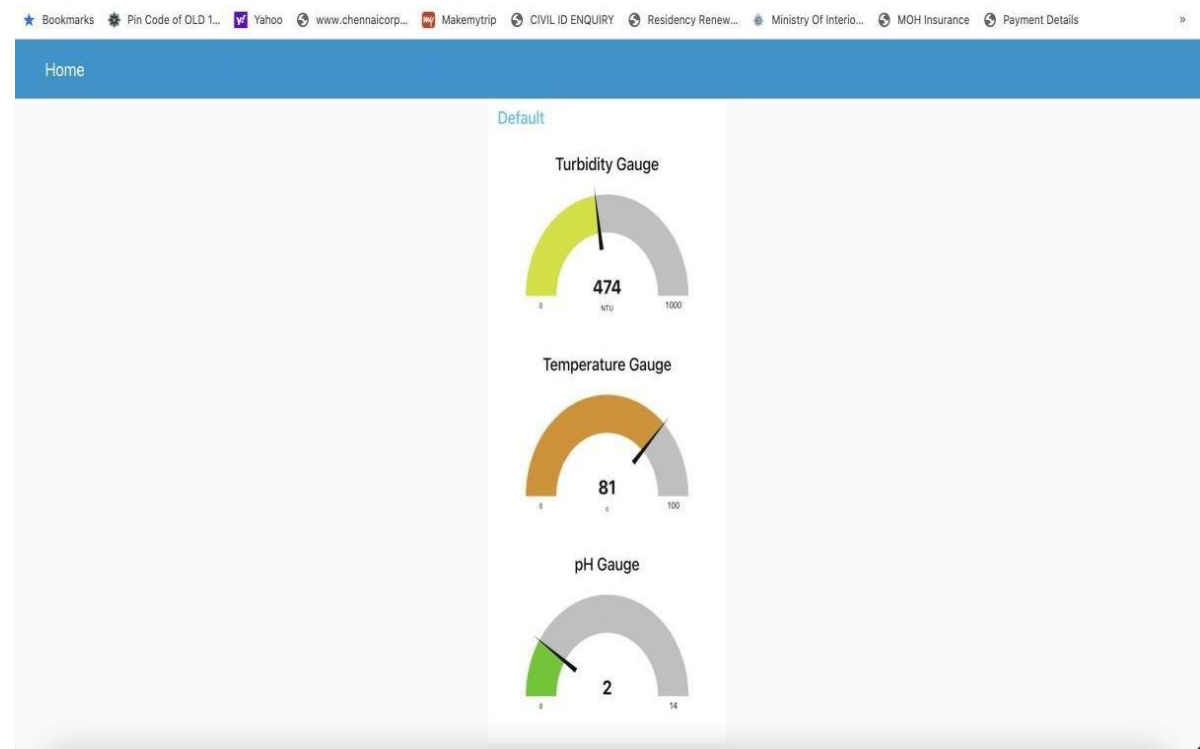 Bookmarks Pin Code of OLD 1... Yahoo www.chennaicorp... Makemytrip CIVIL ID ENQUIRY Residency Renew... Ministry Of Interio... MOH Insurance Payment Details »
Home
Default
Turbidity Gauge
474
0 NTU 1000
Temperature Gauge
81
0 c 100
pH Gauge
2
0 14